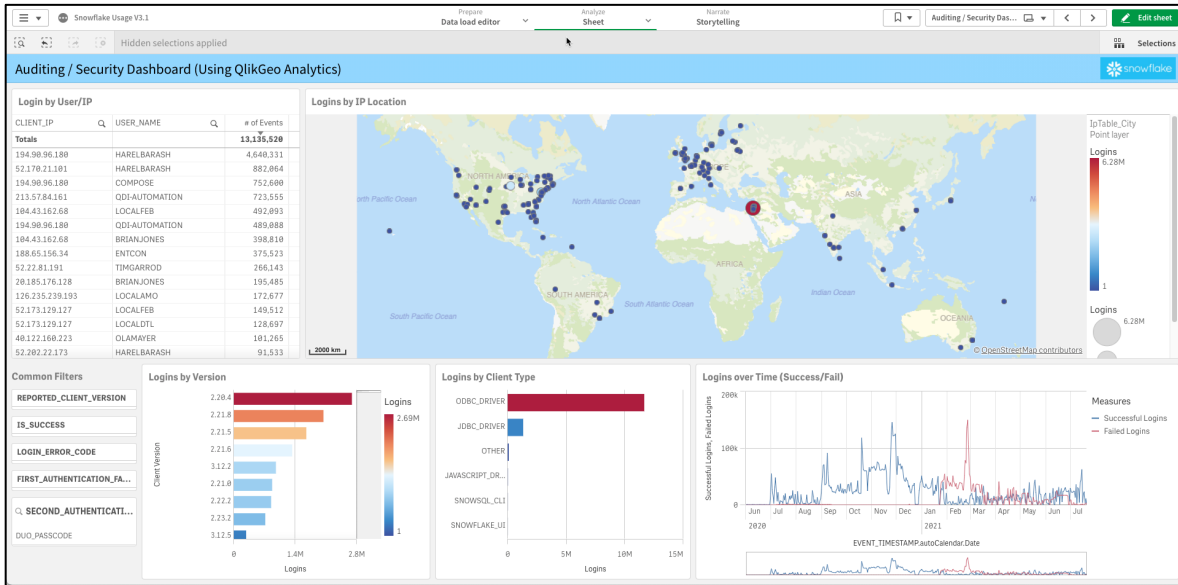 Snowflake Usage V3.1
Prepare
Data load editor
Analyze
Sheet
Narrate
Storytelling
Auditing / Security Das...
Edit sheet
Hidden selections applied
Selections
Auditing / Security Dashboard (Using QlikGeo Analytics)
snowflake
Login by User/IP
CLIENT_IP USER_NAME # of Events
Totals 13,135,520
194.90.96.180 HARELBARASH 4,640,331
52.170.21.101 HARELBARASH 882,064
194.90.96.180 COMPOSE 752,600
213.57.84.161 QDI-AUTOMATION 723,555
104.43.162.68 LOCALFEB 492,093
194.90.96.180 QDI-AUTOMATION 489,088
104.43.162.68 BRIANJONES 398,810
188.65.156.34 ENTCON 375,523
52.22.81.191 TIMGARROD 266,143
20.185.176.128 BRIANJONES 195,485
126.235.239.193 LOCALAMO 172,677
52.173.129.127 LOCALFEB 149,512
52.173.129.127 LOCALDTL 128,697
40.122.160.223 OLAMAYER 101,265
52.202.22.173 HARELBARASH 91,533
Logins by IP Location
NORTH AMERICA
ASIA
North Atlantic Ocean
AFRICA
SOUTH AMERICA
South Atlantic Ocean
Indian Ocean
South Pacific Ocean
OCEANIA
2000 km
© OpenStreetMap contributors
IpTable_City
Point layer
Logins
6.28M
1
Logins
6.28M
Common Filters
REPORTED_CLIENT_VERSION
IS_SUCCESS
LOGIN_ERROR_CODE
FIRST_AUTHENTICATION_FA...
SECOND_AUTHENTICATI...
DUO_PASSCODE
Logins by Version
Client Version
2.20.4
2.21.8
2.21.5
2.21.6
3.12.2
2.21.0
2.22.2
2.23.2
3.12.5
0 1.4M 2.8M
Logins
Logins
2.69M
1
Logins by Client Type
ODBC_DRIVER
JDBC_DRIVER
OTHER
JAVASCRIPT_DR...
SNOWSQL_CLI
SNOWFLAKE_UI
0 5M 10M 15M
Logins
Logins over Time (Success/Fail)
Successful Logins, Failed Logins
200k
100k
0
Jun Jul Aug Sep Oct Nov Dec Jan Feb Mar Apr May Jun Jul
2020 2021
EVENT_TIMESTAMP.autoCalendar.Date
Measures
Successful Logins
Failed Logins